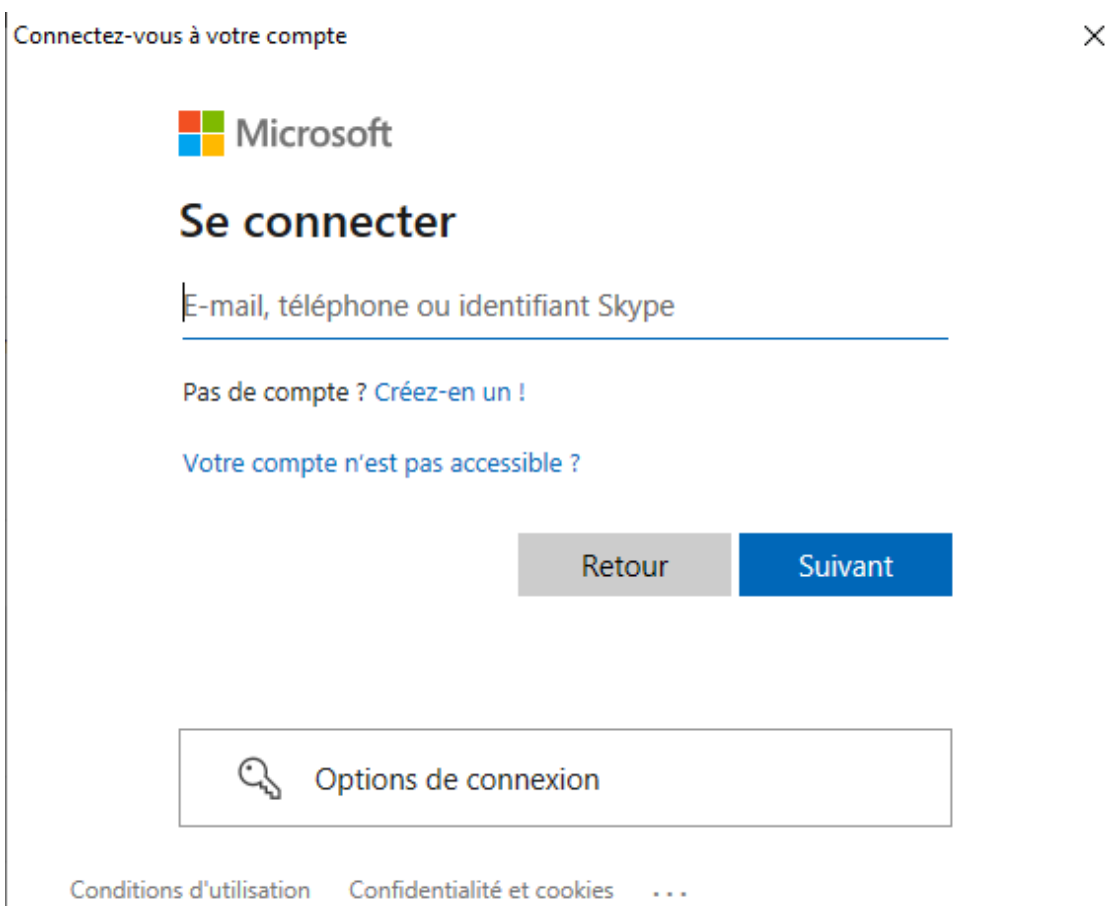 Connectez-vous à votre compte
Microsoft
Se connecter
E-mail, téléphone ou identifiant Skype
Pas de compte ? Créez-en un !
Votre compte n’est pas accessible ?
Retour Suivant
Options de connexion
Conditions d'utilisation Confidentialité et cookies ...